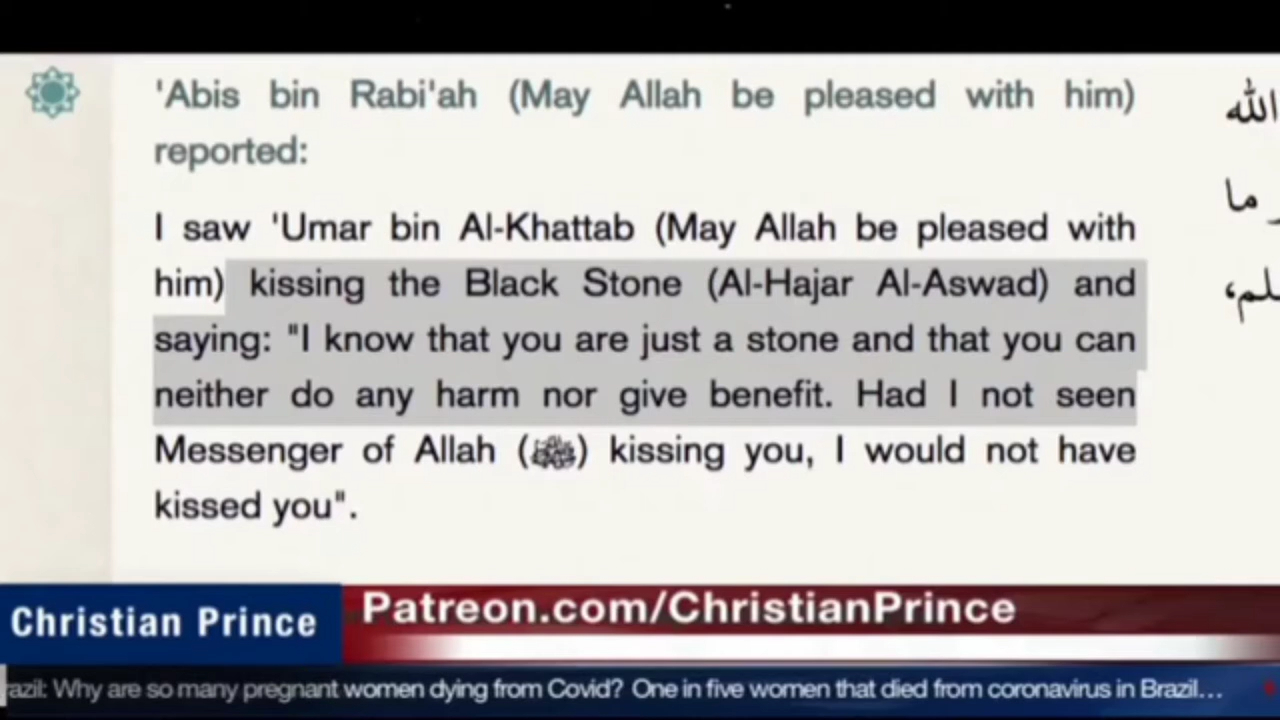 'Abis bin Rabi'ah (May Allah be pleased with him)
reported:
I saw 'Umar bin Al-Khattab (May Allah be pleased with
him) kissing the Black Stone (Al-Hajar Al-Aswad) and
saying: "I know that you are just a stone and that you can
neither do any harm nor give benefit. Had I not seen
Messenger of Allah (ﷺ) kissing you, I would not have
kissed you".
الله
ما
لم،
Christian Prince
Patreon.com/ChristianPrince
razil: Why are so many pregnant women dying from Covid? One in five women that died from coronavirus in Brazil...